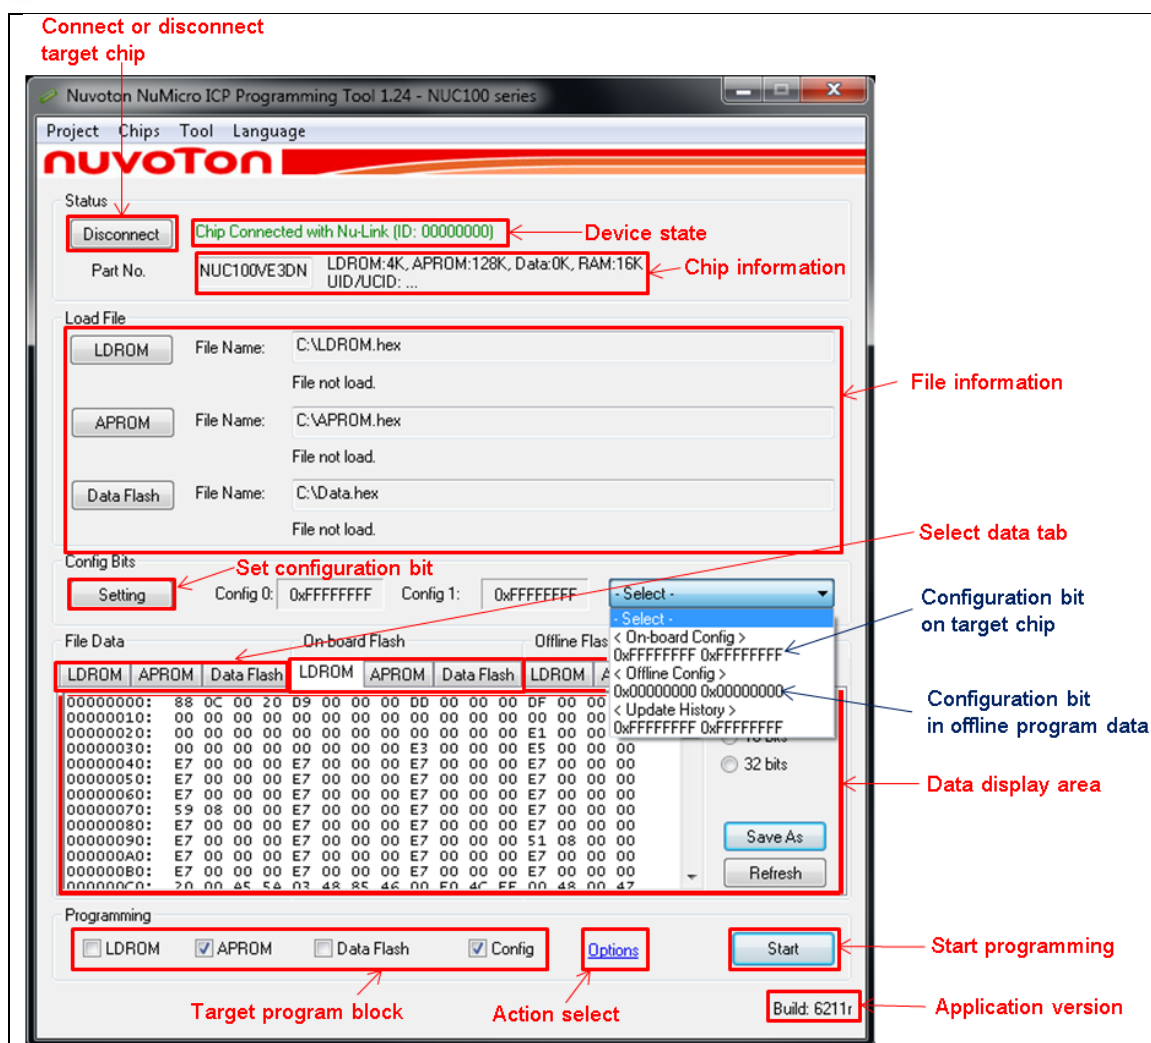 Connect or disconnect
target chip
Nuvoton NuMicro ICP Programming Tool 1.24 - NUC100 series
Project Chips Tool Language
nuvoTon
Status
Disconnect
Chip Connected with Nu-Link (ID: 00000000)
Device state
Part No.
NUC100VE3DN
LDROM:4K, APROM:128K, Data:0K, RAM:16K
UID/UCID: ...
Chip information
Load File
LDROM File Name: C:\LDROM.hex
File not load.
File information
APROM File Name: C:\APROM.hex
File not load.
Data Flash File Name: C:\Data.hex
File not load.
Select data tab
Config Bits
Set configuration bit
Setting Config 0: 0xFFFFFFFF Config 1: 0xFFFFFFFF - Select -
Configuration bit
on target chip
- Select -
< On-board Config >
0xFFFFFFFF 0xFFFFFFFF
< Offline Config >
0x00000000 0x00000000
< Update History >
0xFFFFFFFF 0xFFFFFFFF
Configuration bit
in offline program data
File Data On-board Flash Offline Flas
LDROM APROM Data Flash LDROM APROM Data Flash LDROM A
00000000: 88 0C 00 20 D9 00 00 00 DD 00 00 00 DF 00 00
00000010: 00 00 00 00 00 00 00 00 00 00 00 00 00 00 00
00000020: 00 00 00 00 00 00 00 00 00 00 00 00 E1 00 00 00
00000030: 00 00 00 00 00 00 00 00 E3 00 00 00 E5 00 00 00
00000040: E7 00 00 00 E7 00 00 00 E7 00 00 00 E7 00 00 00
00000050: E7 00 00 00 E7 00 00 00 E7 00 00 00 E7 00 00 00
00000060: E7 00 00 00 E7 00 00 00 E7 00 00 00 E7 00 00 00
00000070: 59 08 00 00 E7 00 00 00 E7 00 00 00 E7 00 00 00
00000080: E7 00 00 00 E7 00 00 00 E7 00 00 00 E7 00 00 00
00000090: E7 00 00 00 E7 00 00 00 E7 00 00 00 51 08 00 00
000000A0: E7 00 00 00 E7 00 00 00 E7 00 00 00 E7 00 00 00
000000B0: E7 00 00 00 E7 00 00 00 E7 00 00 00 E7 00 00 00
000000C0: 20 00 A5 5A 03 48 85 46 00 F0 4C FF 00 48 00 47
32 bits
Data display area
Save As
Refresh
Programming
LDROM APROM Data Flash Config Options Start
Start programming
Target program block
Action select
Build: 6211r
Application version